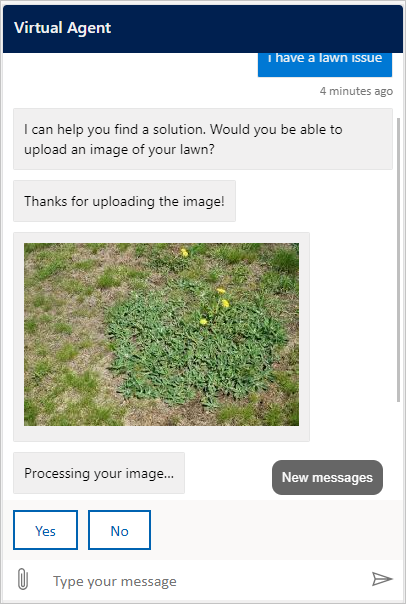 Virtual Agent
I have a lawn issue
4 minutes ago
I can help you find a solution. Would you be able to
upload an image of your lawn?
Thanks for uploading the image!
Processing your image...
New messages
Yes
No
Type your message